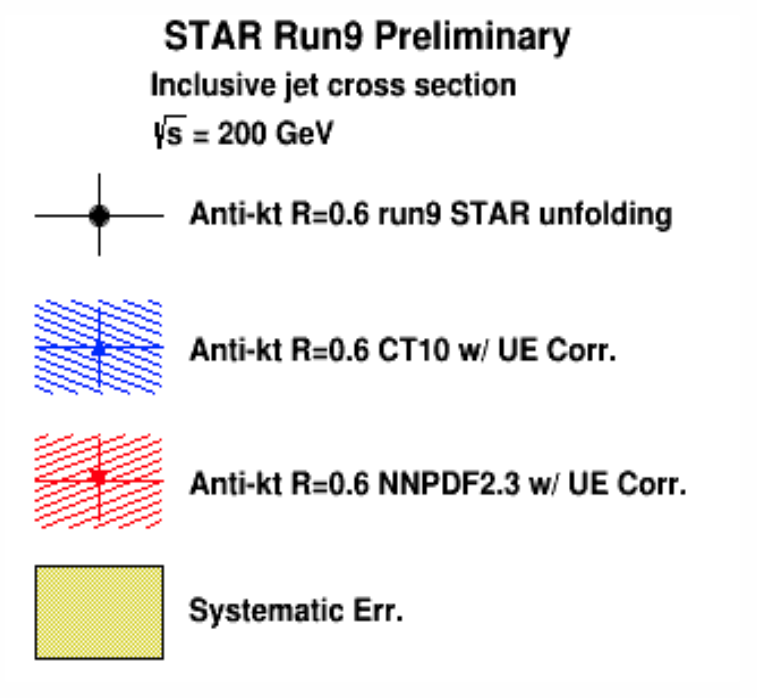 STAR Run9 Preliminary
Inclusive jet cross section
√s = 200 GeV
Anti-kt R=0.6 run9 STAR unfolding
Anti-kt R=0.6 CT10 w/ UE Corr.
Anti-kt R=0.6 NNPDF2.3 w/ UE Corr.
Systematic Err.